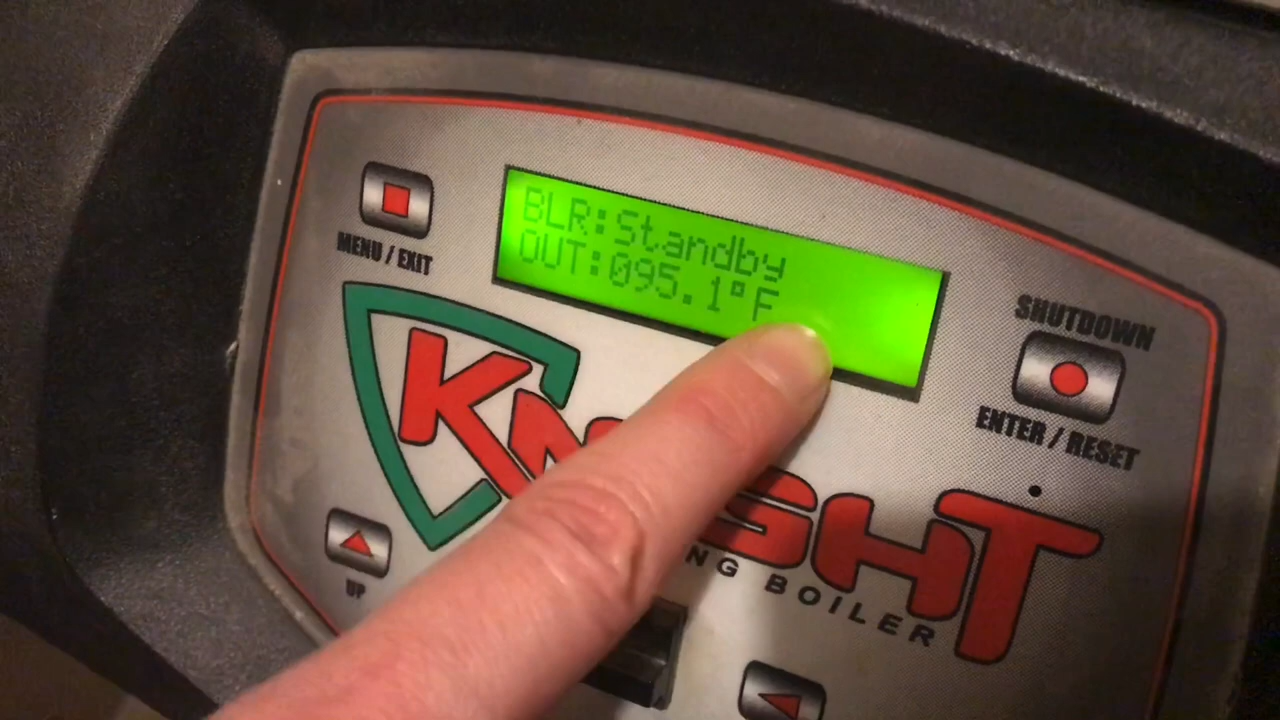 BLR:Standby
OUT:095.1°F
MENU / EXIT
SHUTDOWN
ENTER / RESET
UP
BOILER